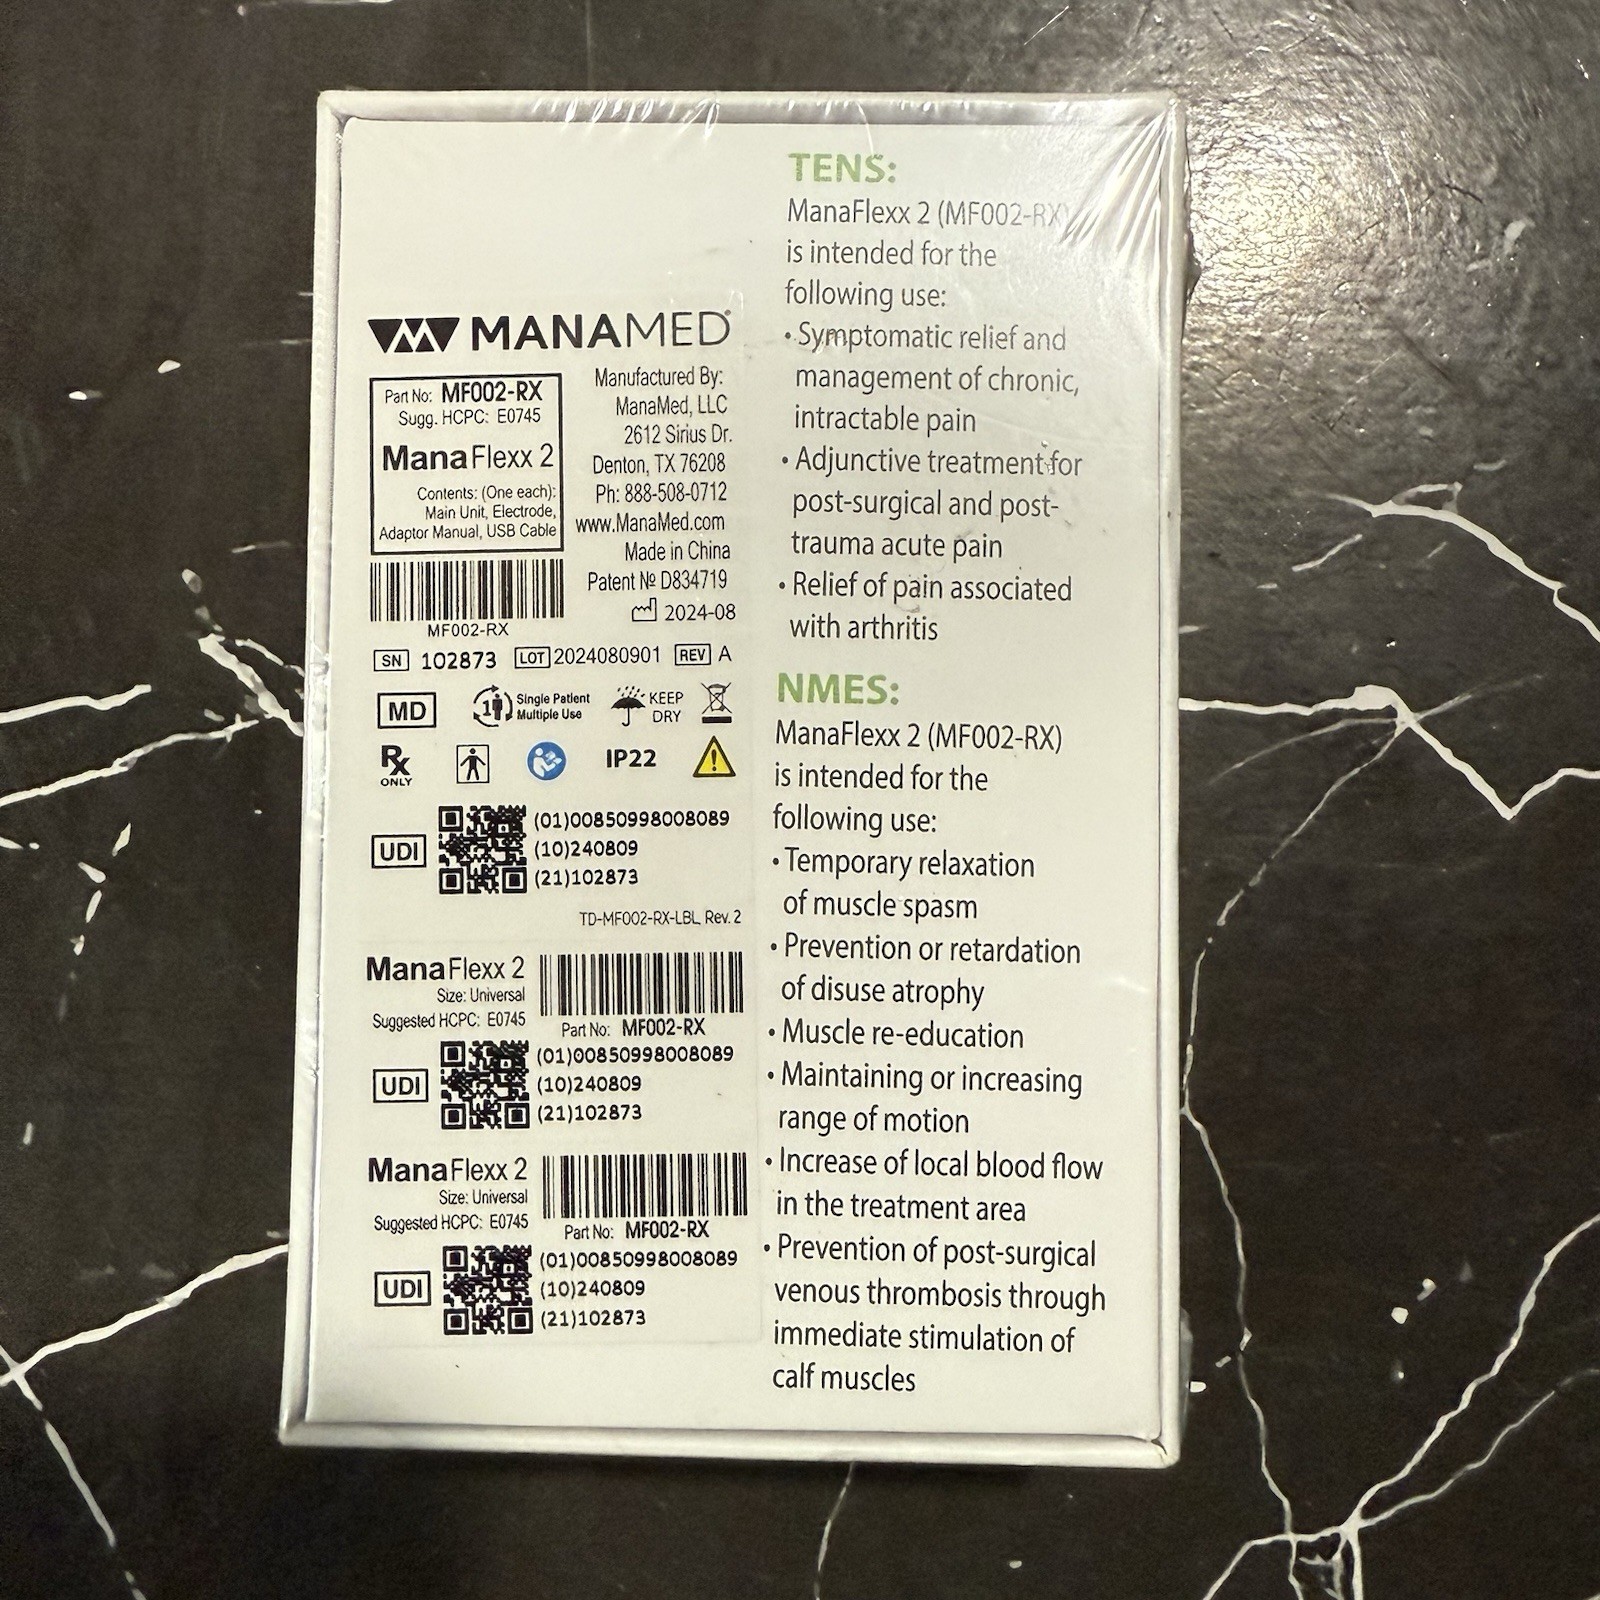 MANAMED
Part No: MF002-RX
Sugg. HCPC: E0745
ManaFlexx 2
Contents: (One each):
Main Unit, Electrode,
Adaptor Manual, USB Cable
MF002-RX
Manufactured By:
ManaMed, LLC
2612 Sirius Dr.
Denton, TX 76208
Ph: 888-508-0712
www.ManaMed.com
Made in China
Patent № D834719
2024-08
SN 102873 LOT 2024080901 REV A
MD
1
Single Patient
Multiple Use
KEEP
DRY
Rx
ONLY
IP22
UDI
(01)00850998008089
(10)240809
(21)102873
TD-MF002-RX-LBL Rev. 2
ManaFlexx 2
Size: Universal
Suggested HCPC: E0745
Part No: MF002-RX
UDI
(01)00850998008089
(10)240809
(21)102873
ManaFlexx 2
Size: Universal
Suggested HCPC: E0745
Part No: MF002-RX
UDI
(01)00850998008089
(10)240809
(21)102873
TENS:
ManaFlexx 2 (MF002-RX)
is intended for the
following use:
• Symptomatic relief and
management of chronic,
intractable pain
• Adjunctive treatment for
post-surgical and post-
trauma acute pain
• Relief of pain associated
with arthritis
NMES:
ManaFlexx 2 (MF002-RX)
is intended for the
following use:
• Temporary relaxation
of muscle spasm
• Prevention or retardation
of disuse atrophy
• Muscle re-education
• Maintaining or increasing
range of motion
• Increase of local blood flow
in the treatment area
• Prevention of post-surgical
venous thrombosis through
immediate stimulation of
calf muscles